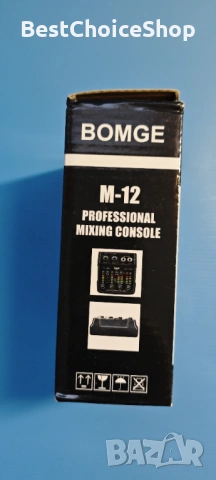 BestChoiceShop
BOMGE
M-12
PROFESSIONAL
MIXING CONSOLE
BAZAR